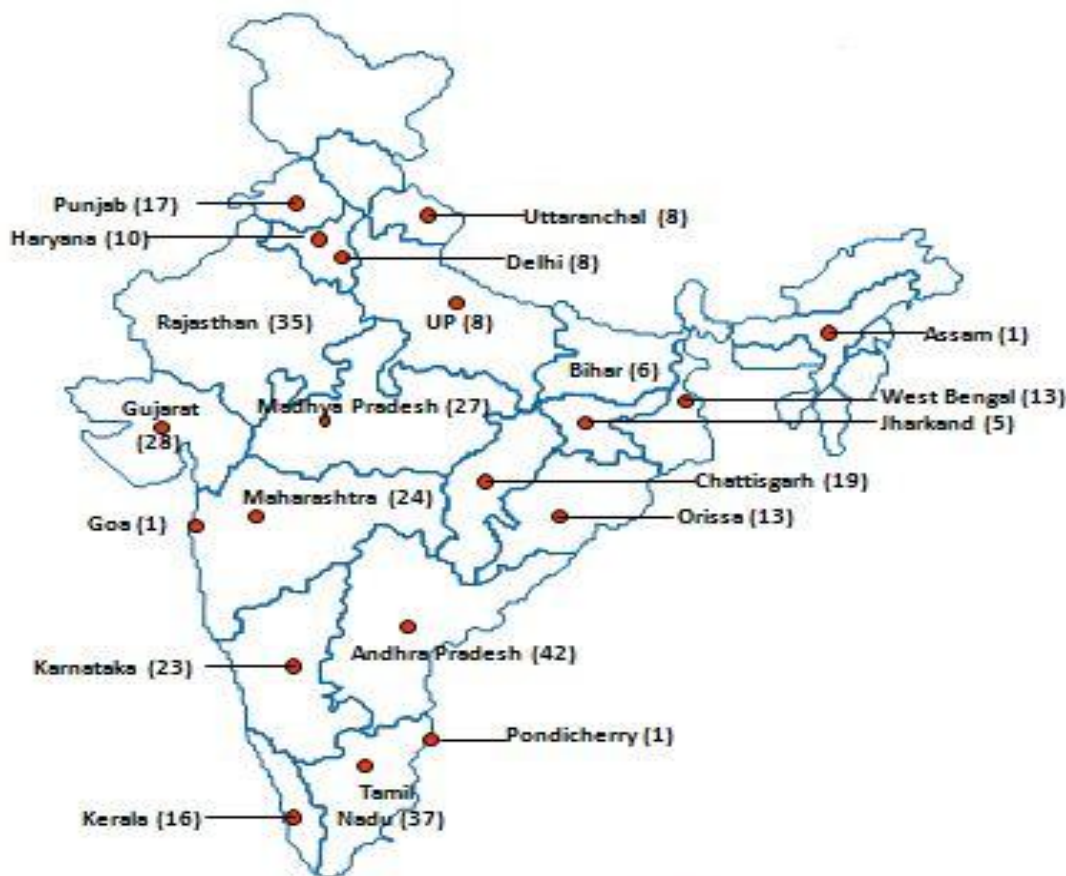 Punjab (17)
Uttaranchal (8)
Haryana (10)
Delhi (8)
Rajasthan (35)
UP (8)
Assam (1)
Bihar (6)
West Bengal (13)
Gujarat
(28)
Madhya Pradesh (27)
Jharkand (5)
Chattisgarh (19)
Maharashtra (24)
Goa (1)
Orissa (13)
Andhra Pradesh (42)
Karnataka (23)
Pondicherry (1)
Tamil
Nadu (37)
Kerala (16)